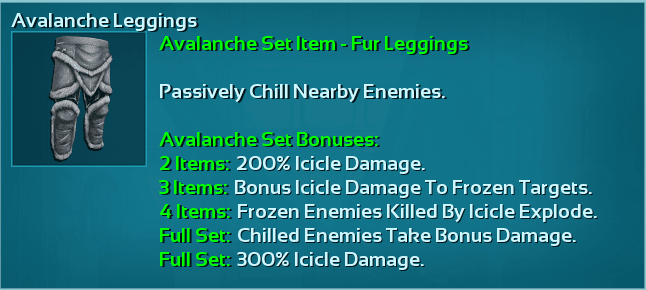 Avalanche Leggings
Avalanche Set Item - Fur Leggings
Passively Chill Nearby Enemies.
Avalanche Set Bonuses:
2 Items: 200% Icicle Damage.
3 Items: Bonus Icicle Damage To Frozen Targets.
4 Items: Frozen Enemies Killed By Icicle Explode.
Full Set: Chilled Enemies Take Bonus Damage.
Full Set: 300% Icicle Damage.